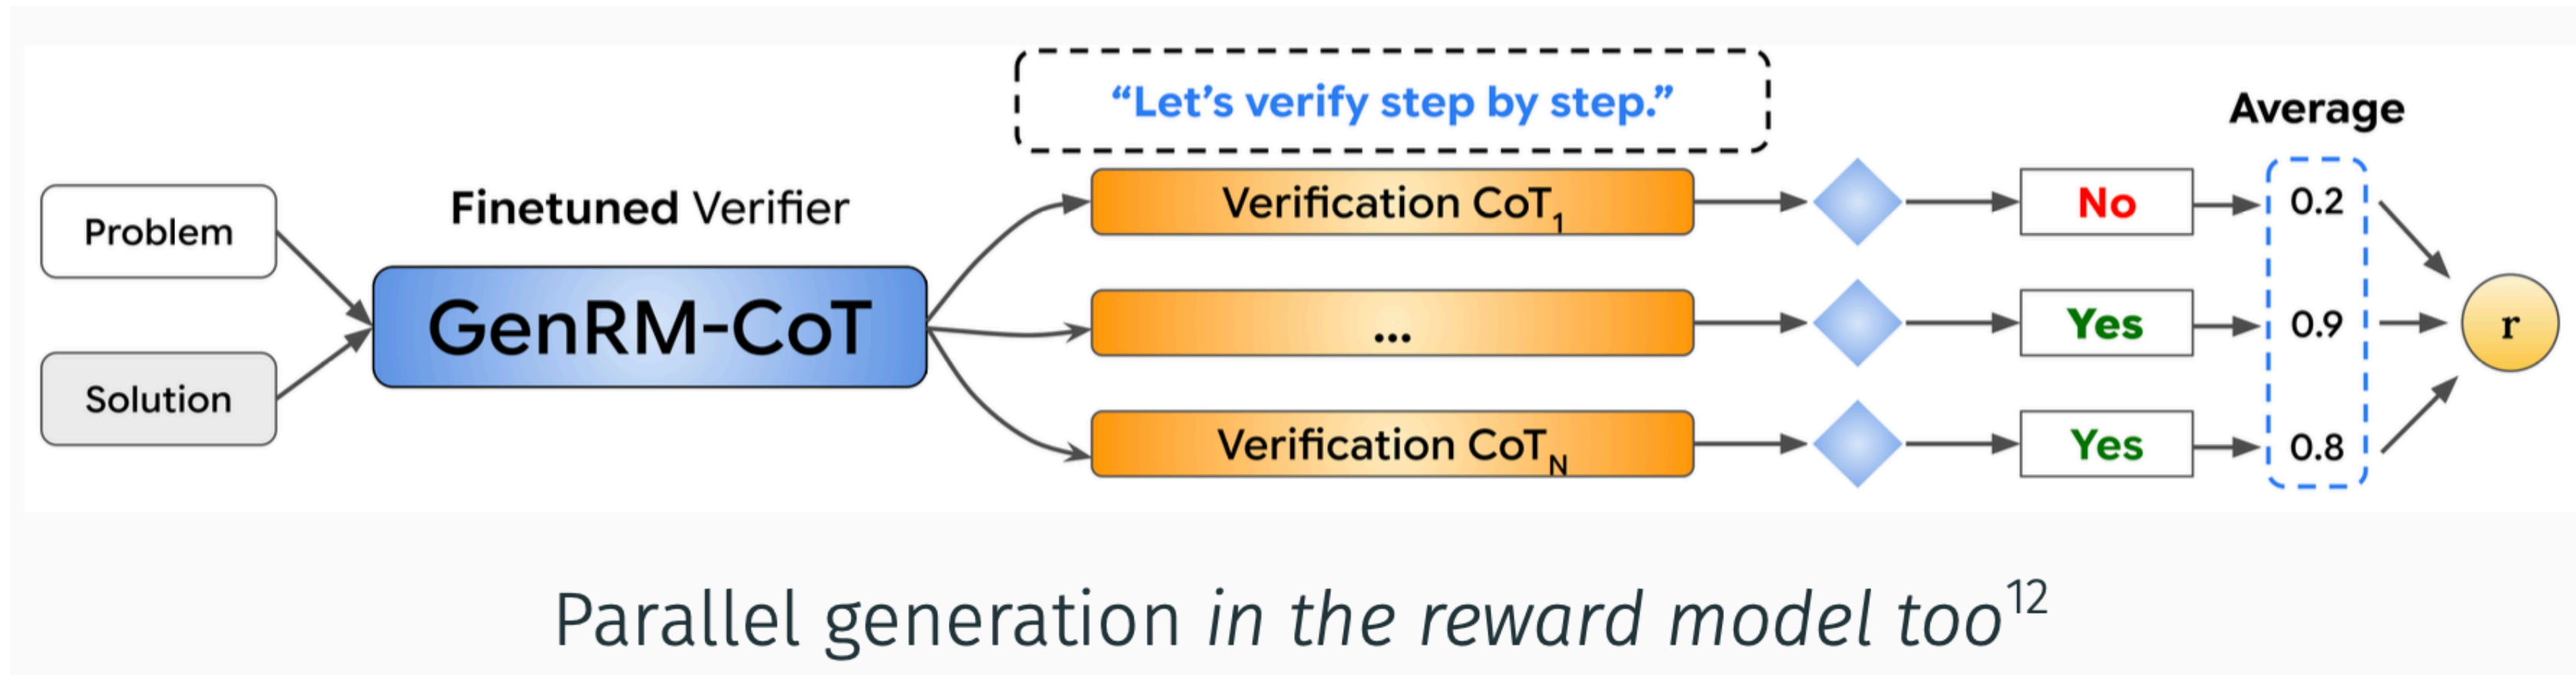 “Let’s verify step by step.”
Average
Problem
Solution
Finetuned Verifier
GenRM-CoT
Verification CoT₁
No
0.2
...
Yes
0.9
Verification CoT_N
Yes
0.8
r
Parallel generation in the reward model too¹²